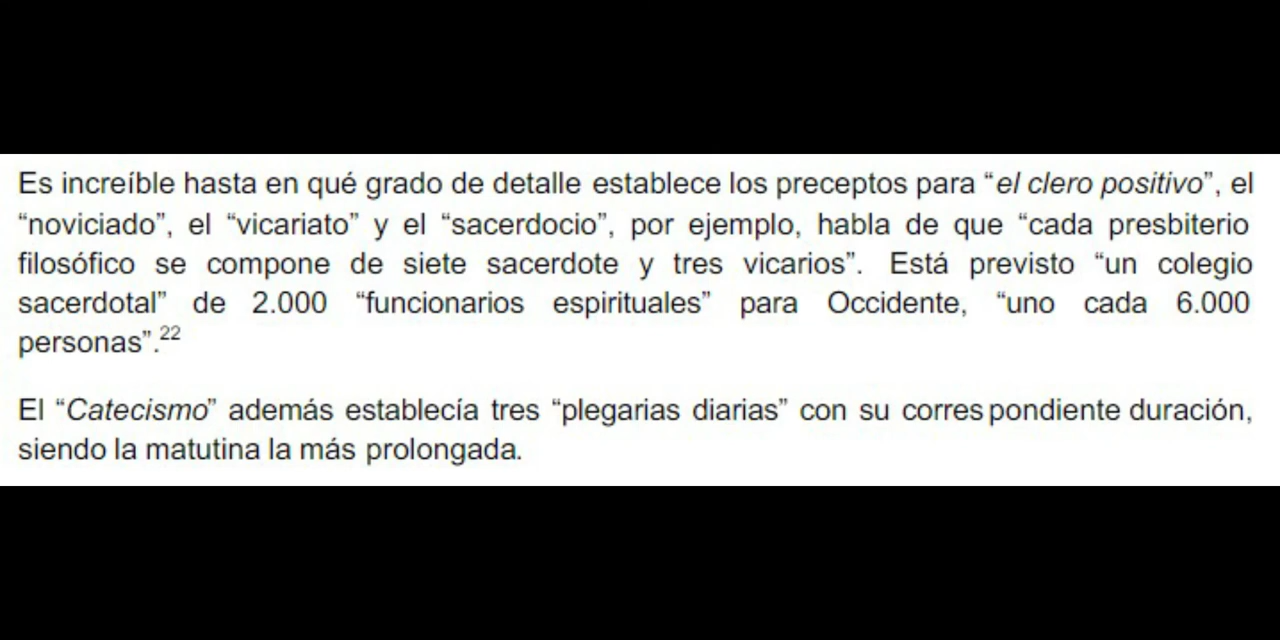 Es increíble hasta en qué grado de detalle establece los preceptos para “el clero positivo”, el
“noviciado”, el “vicariato” y el “sacerdocio”, por ejemplo, habla de que “cada presbiterio
filosófico se compone de siete sacerdote y tres vicarios”. Está previsto “un colegio
sacerdotal” de 2.000 “funcionarios espirituales” para Occidente, “uno cada 6.000
personas”.22
El “Catecismo” además establecía tres “plegarias diarias” con su correspondiente duración,
siendo la matutina la más prolongada.